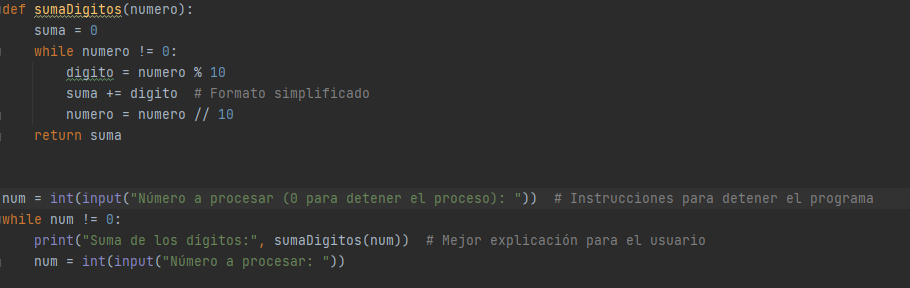 def sumaDigitos(numero):
    suma = 0
    while numero != 0:
        digito = numero % 10
        suma += digito  # Formato simplificado
        numero = numero // 10
    return suma
num = int(input("Número a procesar (0 para detener el proceso): "))  # Instrucciones para detener el programa
while num != 0:
    print("Suma de los dígitos:", sumaDigitos(num))  # Mejor explicación para el usuario
    num = int(input("Número a procesar: "))